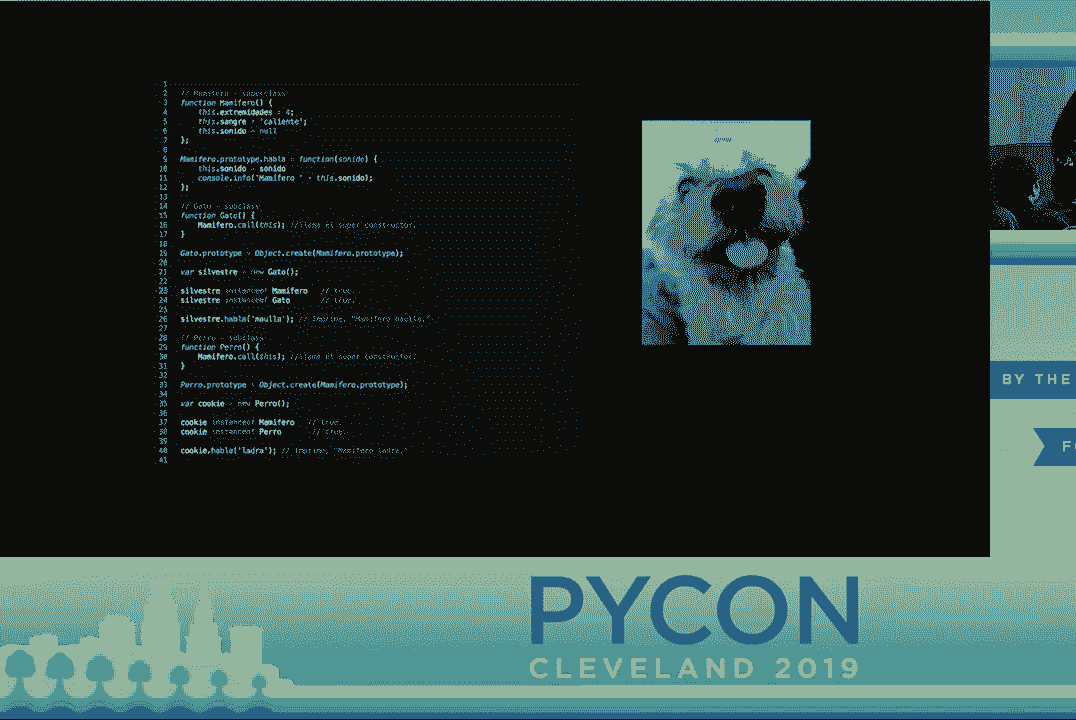 1
2 // Mamífero - superclass
3 function Mamifero() {
4 this.extremidades = 4;
5 this.sangre = 'caliente';
6 this.sonido = null
7 };
8
9 Mamifero.prototype.habla = function(sonido) {
10 this.sonido = sonido
11 console.info('Mamifero ' + this.sonido);
12 };
13
14 // Gato - subclass
15 function Gato() {
16 Mamifero.call(this); //llama el super constructor.
17 }
18
19 Gato.prototype = Object.create(Mamifero.prototype);
20
21 var silvestre = new Gato();
22
23 silvestre instanceof Mamifero // true.
24 silvestre instanceof Gato // true.
25
26 silvestre.habla('maulla'); // Imprime, "Mamifero maulla."
27
28 // Perro - subclass
29 function Perro() {
30 Mamifero.call(this); //llama el super constructor.
31 }
32
33 Perro.prototype = Object.create(Mamifero.prototype);
34
35 var cookie = new Perro();
36
37 cookie instanceof Mamifero // true.
38 cookie instanceof Perro // true.
39
40 cookie.habla('ladra'); // Imprime, "Mamifero ladra."
41
BY THE
PYCON
CLEVELAND 2019